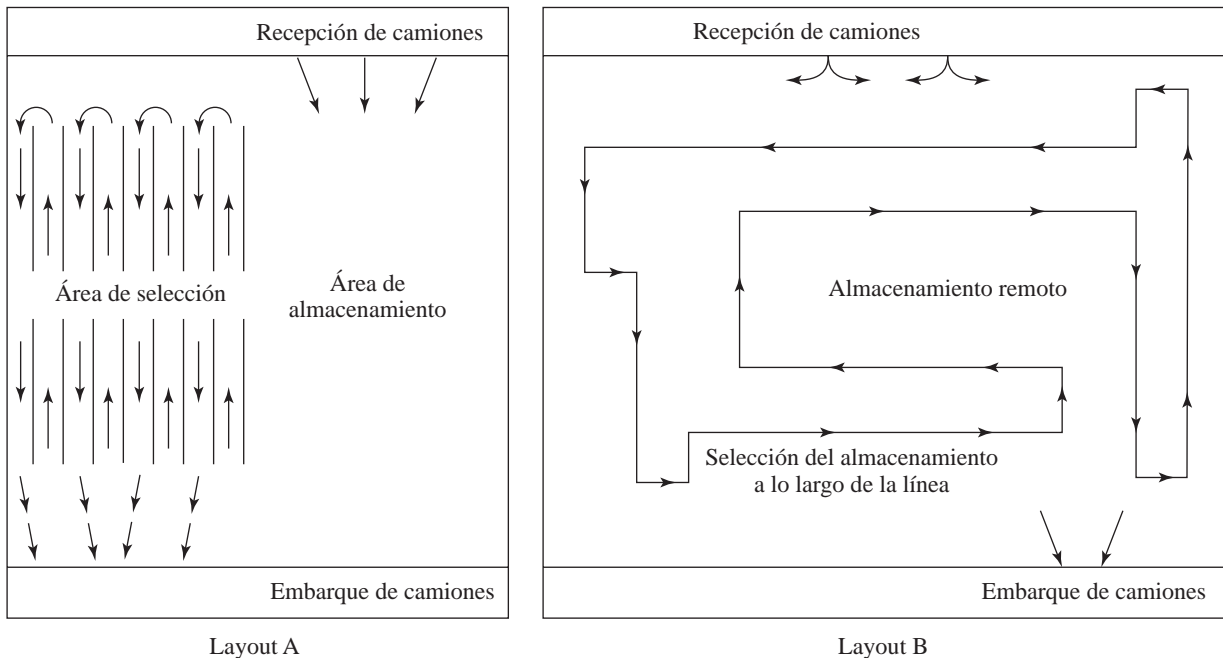 Recepción de camiones
Área de selección
Área de
almacenamiento
Embarque de camiones
Layout A
Recepción de camiones
Almacenamiento remoto
Selección del almacenamiento
a lo largo de la línea
Embarque de camiones
Layout B